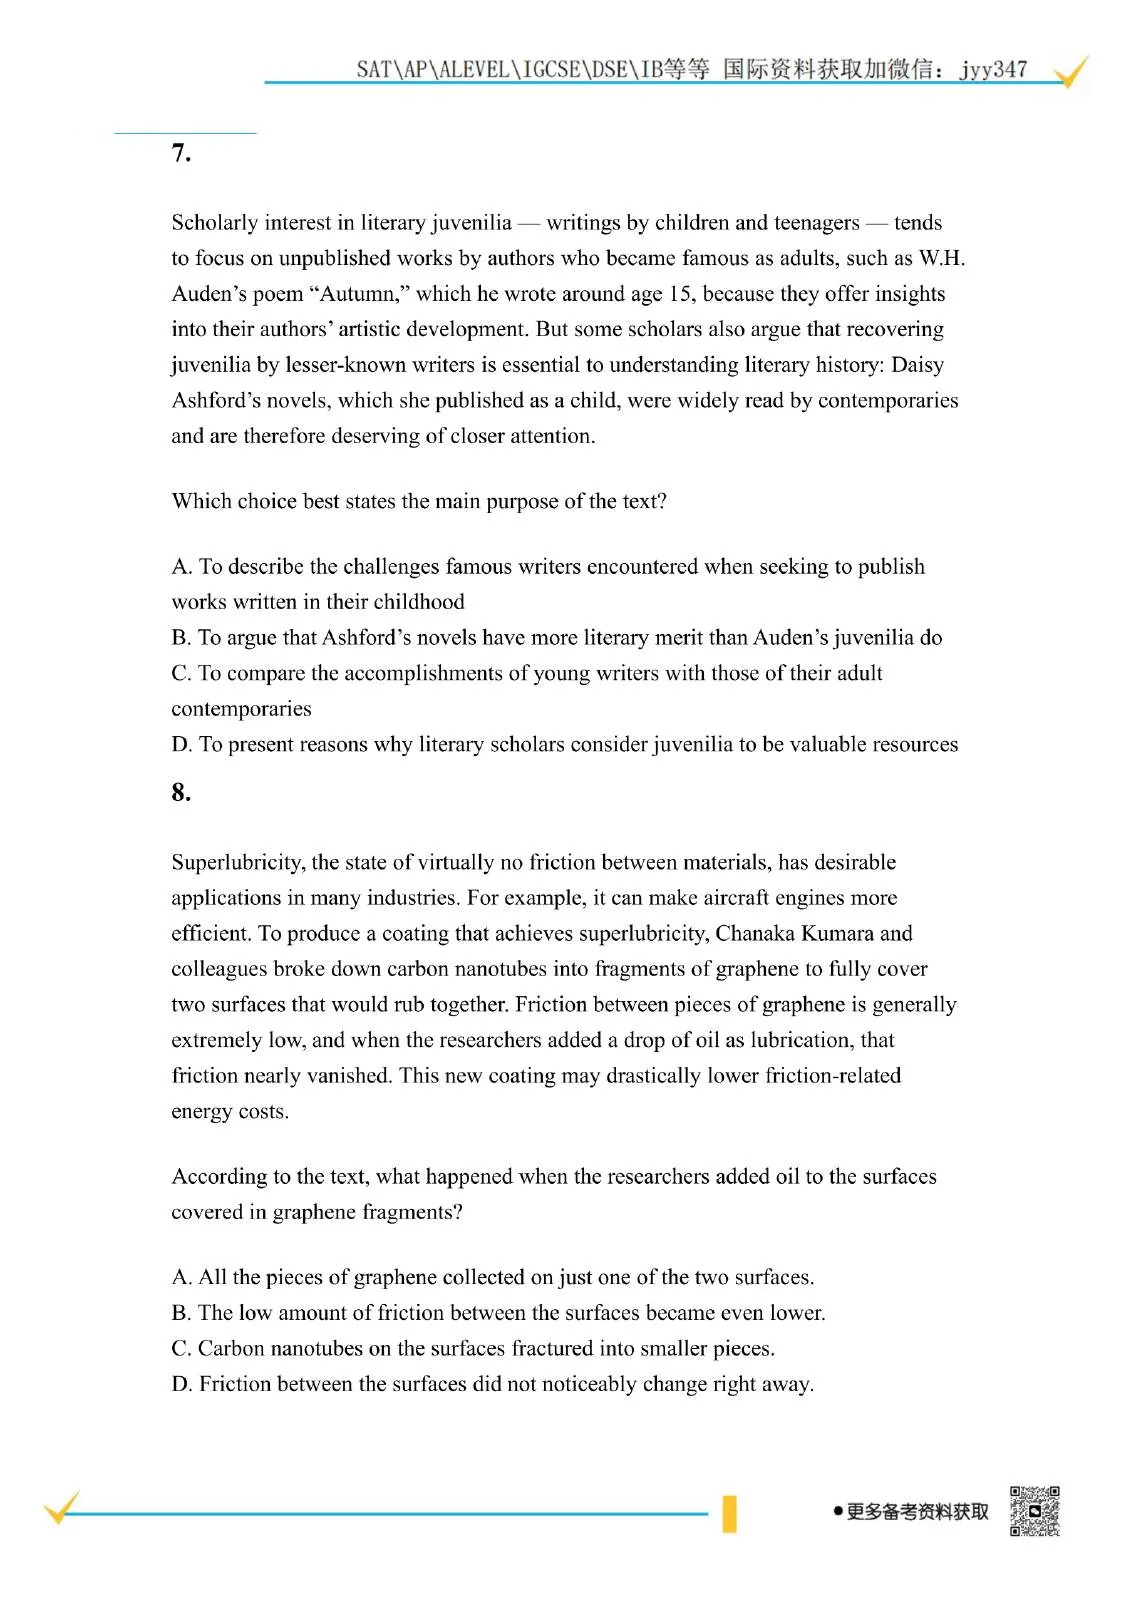 SAT\AP\ALEVEL\IGCSE\DSE\IB等等 国际资料获取加微信：jyy347
7.
Scholarly interest in literary juvenilia — writings by children and teenagers — tends
to focus on unpublished works by authors who became famous as adults, such as W.H.
Auden’s poem “Autumn,” which he wrote around age 15, because they offer insights
into their authors’ artistic development. But some scholars also argue that recovering
juvenilia by lesser-known writers is essential to understanding literary history: Daisy
Ashford’s novels, which she published as a child, were widely read by contemporaries
and are therefore deserving of closer attention.
Which choice best states the main purpose of the text?
A. To describe the challenges famous writers encountered when seeking to publish
works written in their childhood
B. To argue that Ashford’s novels have more literary merit than Auden’s juvenilia do
C. To compare the accomplishments of young writers with those of their adult
contemporaries
D. To present reasons why literary scholars consider juvenilia to be valuable resources
8.
Superlubricity, the state of virtually no friction between materials, has desirable
applications in many industries. For example, it can make aircraft engines more
efficient. To produce a coating that achieves superlubricity, Chanaka Kumara and
colleagues broke down carbon nanotubes into fragments of graphene to fully cover
two surfaces that would rub together. Friction between pieces of graphene is generally
extremely low, and when the researchers added a drop of oil as lubrication, that
friction nearly vanished. This new coating may drastically lower friction-related
energy costs.
According to the text, what happened when the researchers added oil to the surfaces
covered in graphene fragments?
A. All the pieces of graphene collected on just one of the two surfaces.
B. The low amount of friction between the surfaces became even lower.
C. Carbon nanotubes on the surfaces fractured into smaller pieces.
D. Friction between the surfaces did not noticeably change right away.
●更多备考资料获取